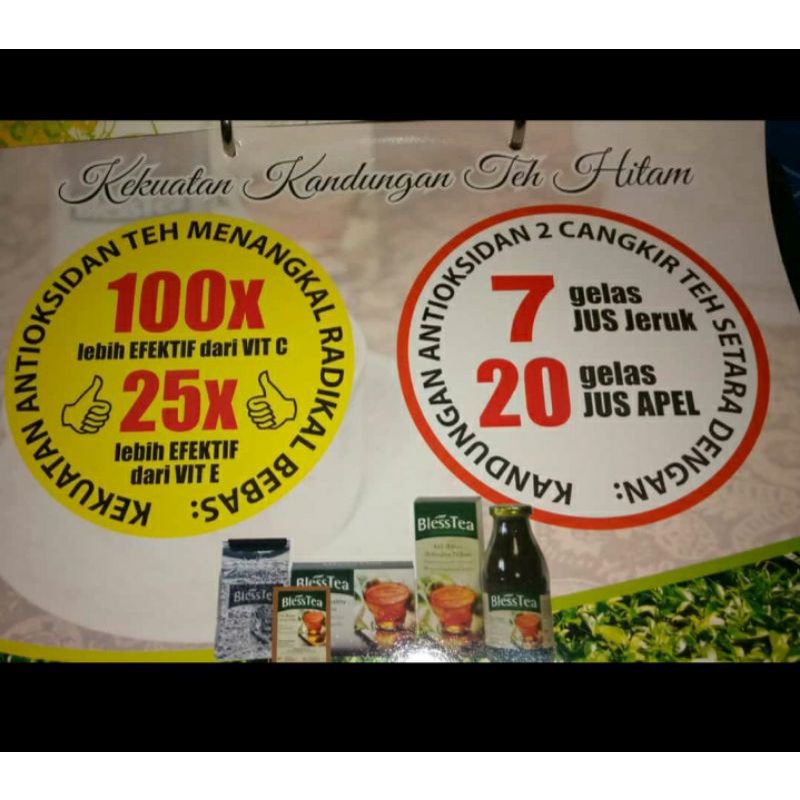 Kekuatan Kandungan Teh Hitam
KEKUATAN ANTIOKSIDAN TEH MENANGKAL RADIKAL BEBAS:
100x
lebih EFEKTIF dari VIT C
25x
lebih EFEKTIF
dari VIT E
KANDUNGAN ANTIOKSIDAN 2 CANGKIR TEH SETARA DENGAN:
7 gelas
JUS Jeruk
20 gelas
JUS APEL
BlessTea
BlessTea
BlessTea
BlessTea